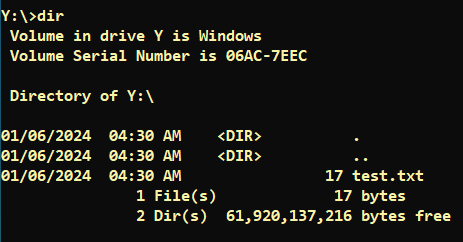 Y:\>dir
 Volume in drive Y is Windows
 Volume Serial Number is 06AC-7EEC

 Directory of Y:\

01/06/2024  04:30 AM    <DIR>          .
01/06/2024  04:30 AM    <DIR>          ..
01/06/2024  04:30 AM                17 test.txt
               1 File(s)             17 bytes
               2 Dir(s)  61,920,137,216 bytes free